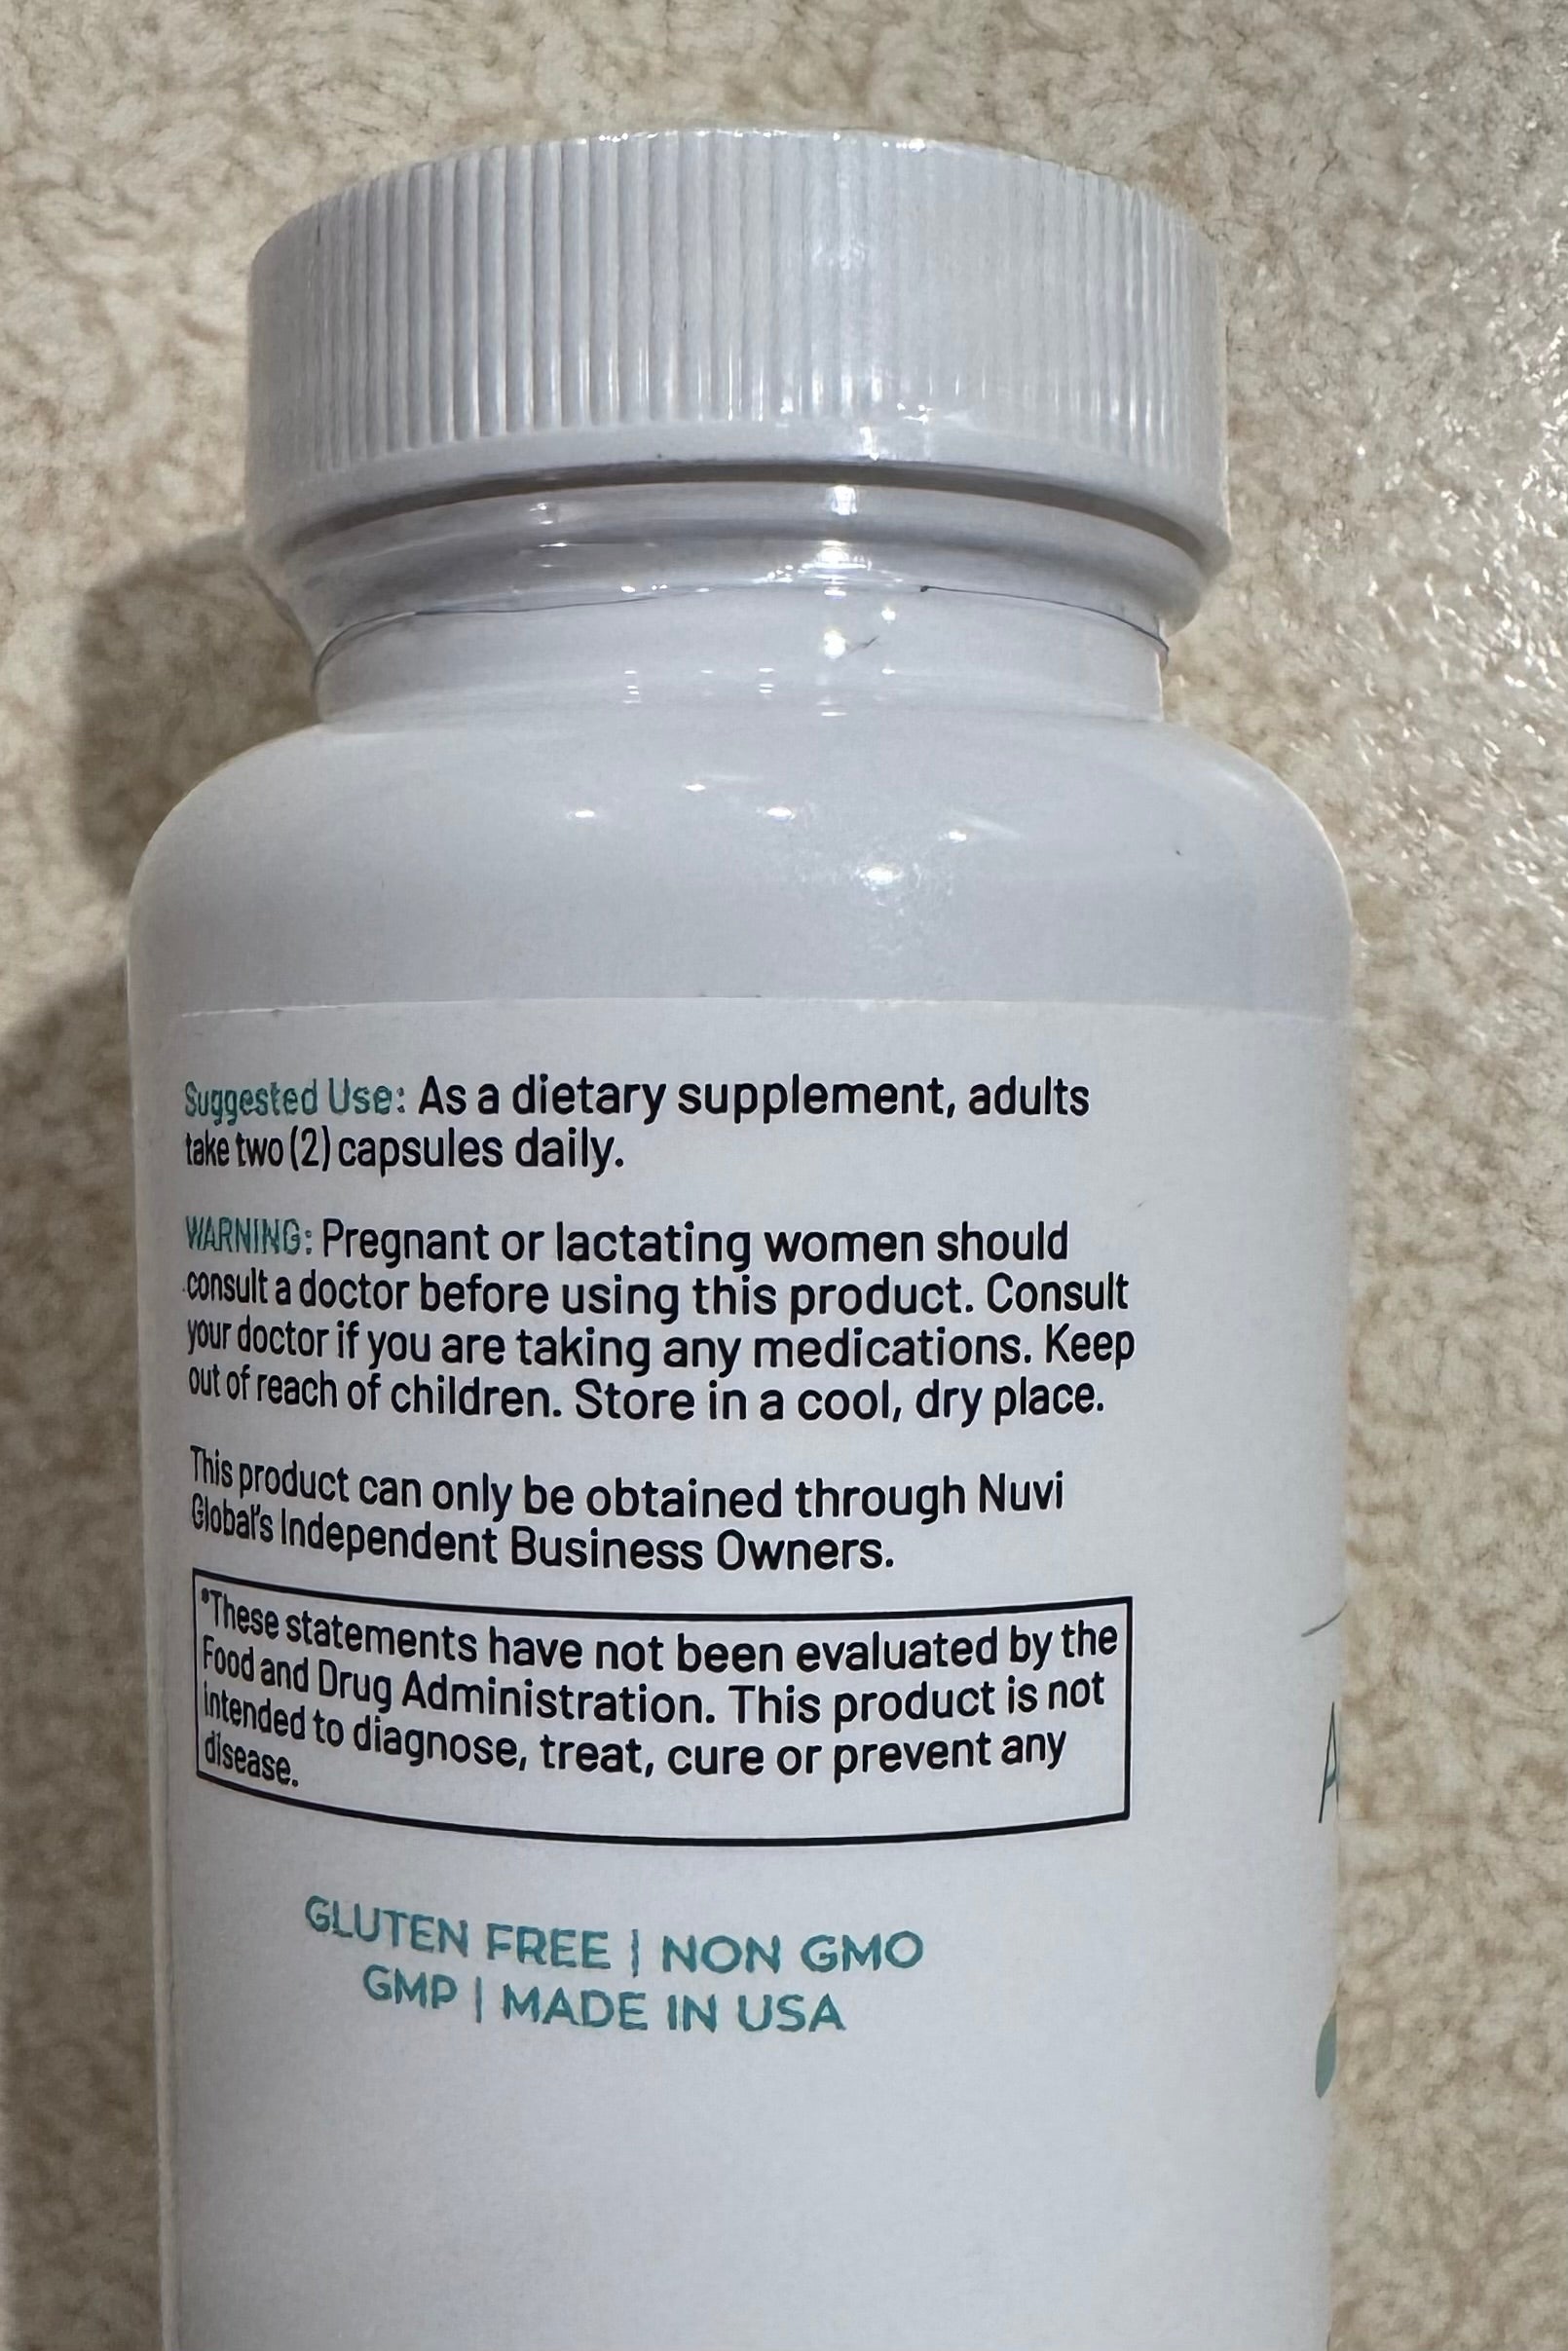 Suggested Use: As a dietary supplement, adults
take two (2) capsules daily.
WARNING: Pregnant or lactating women should
consult a doctor before using this product. Consult
your doctor if you are taking any medications. Keep
out of reach of children. Store in a cool, dry place.
This product can only be obtained through Nuvi
Global's Independent Business Owners.
*These statements have not been evaluated by the
Food and Drug Administration. This product is not
intended to diagnose, treat, cure or prevent any
disease.
GLUTEN FREE | NON GMO
GMP | MADE IN USA